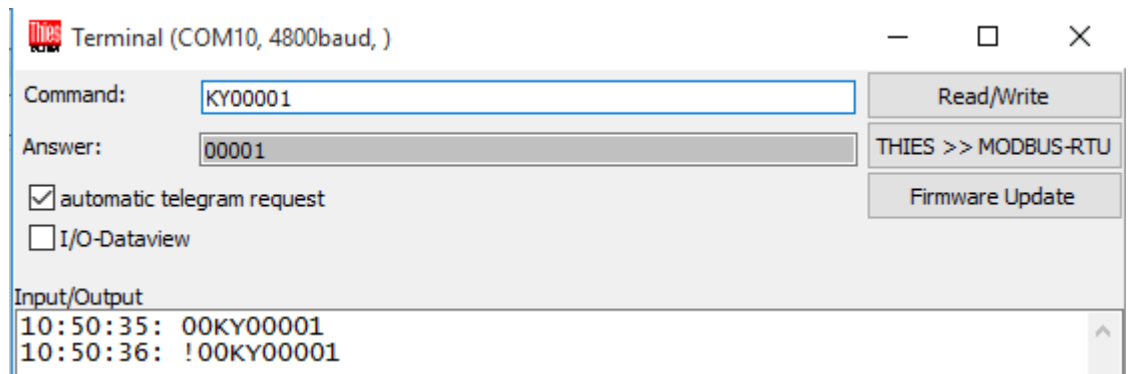 Thies
Terminal (COM10, 4800baud, )
Command: KY00001 Read/Write
Answer: 00001 THIES >> MODBUS-RTU
automatic telegram request Firmware Update
I/O-Dataview
Input/Output
10:50:35: 00KY00001
10:50:36: !00KY00001